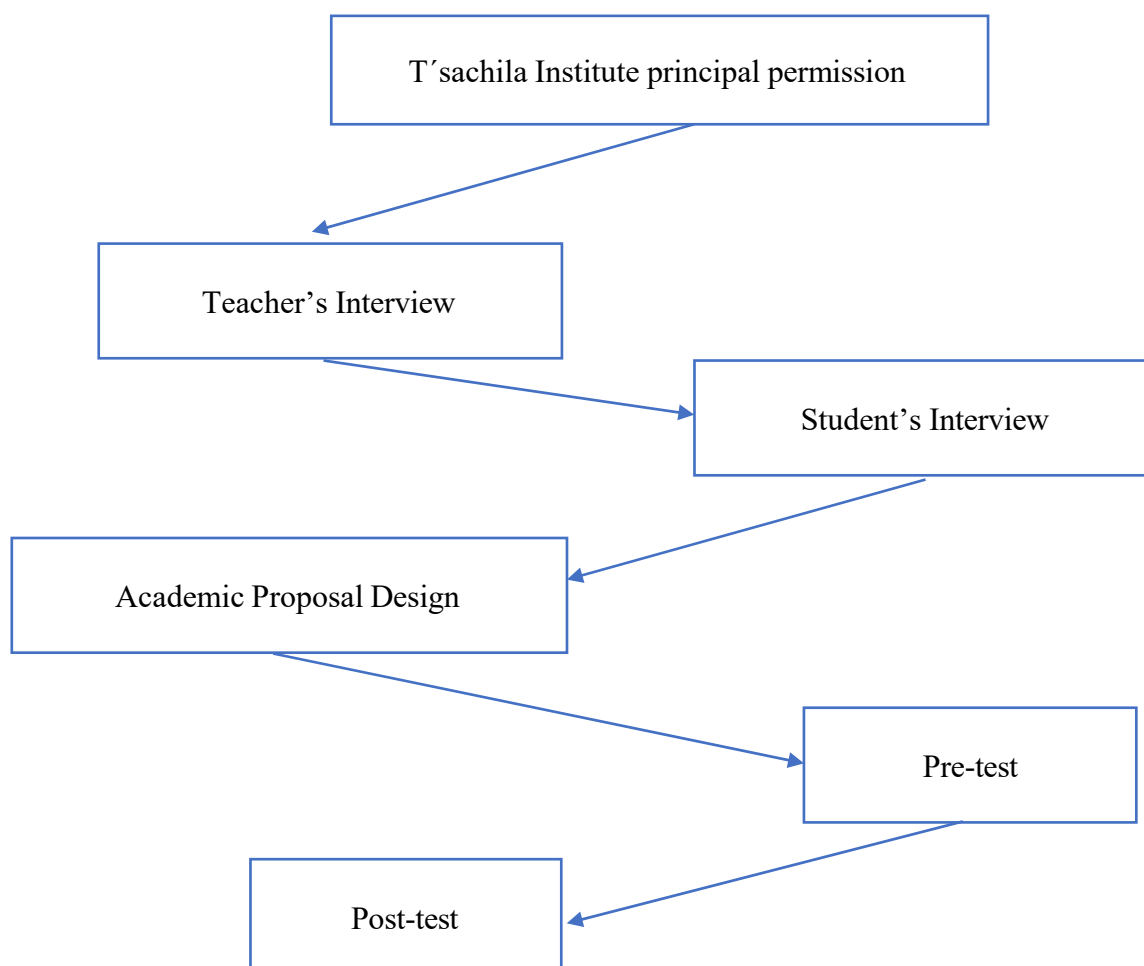 T´sachila Institute principal permission
Teacher’s Interview
Student’s Interview
Academic Proposal Design
Pre-test
Post-test